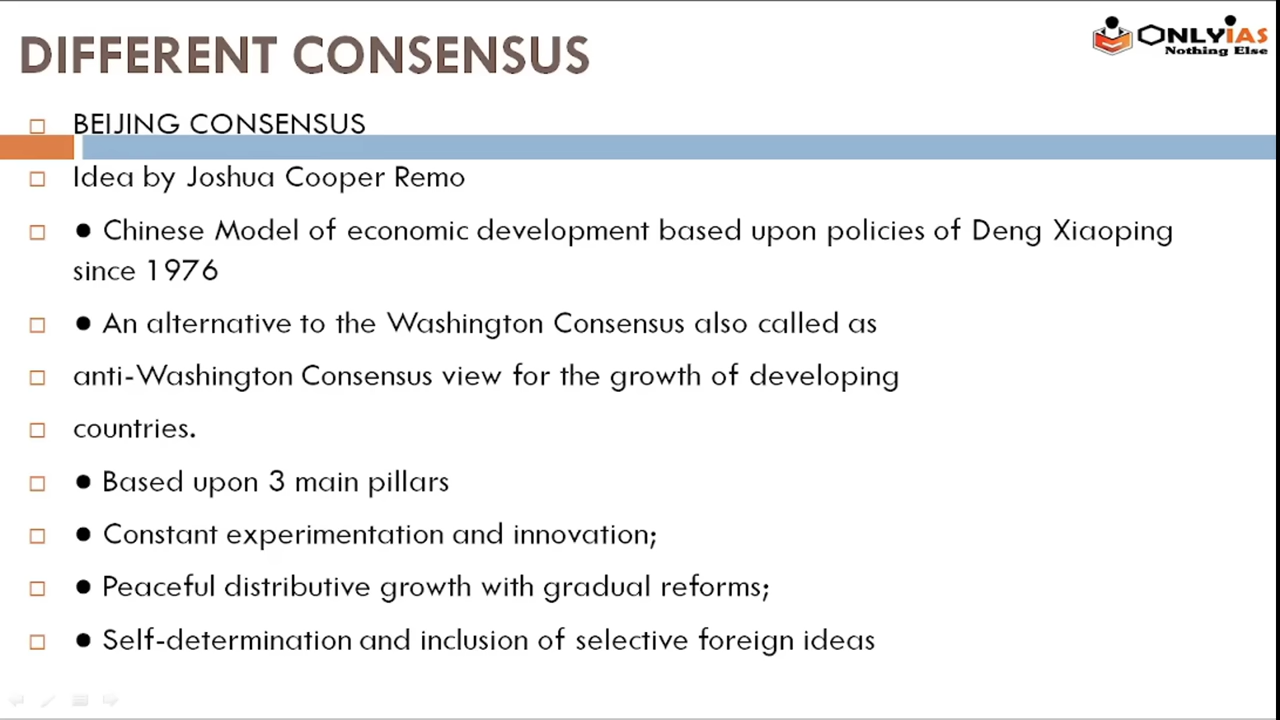 DIFFERENT CONSENSUS
ONLYIAS
Nothing Else
BEIJING CONSENSUS
Idea by Joshua Cooper Remo
● Chinese Model of economic development based upon policies of Deng Xiaoping
since 1976
● An alternative to the Washington Consensus also called as
anti-Washington Consensus view for the growth of developing
countries.
● Based upon 3 main pillars
● Constant experimentation and innovation;
● Peaceful distributive growth with gradual reforms;
● Self-determination and inclusion of selective foreign ideas